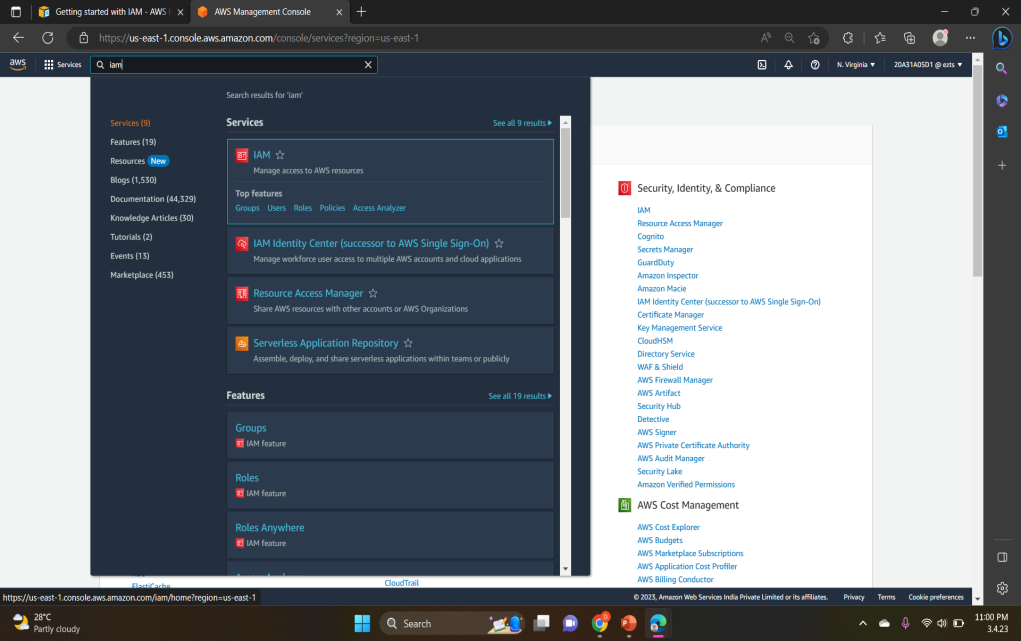 Getting started with IAM - AWS
AWS Management Console
https://us-east-1.console.aws.amazon.com/console/services?region=us-east-1
aws
Services
iam
N. Virginia
20A31A05D1 @ ezts
Search results for 'iam'
Services (9)
Features (19)
Resources New
Blogs (1,530)
Documentation (44,329)
Knowledge Articles (30)
Tutorials (2)
Events (13)
Marketplace (453)
Services
See all 9 results
IAM
Manage access to AWS resources
Top features
Groups Users Roles Policies Access Analyzer
IAM Identity Center (successor to AWS Single Sign-On)
Manage workforce user access to multiple AWS accounts and cloud applications
Resource Access Manager
Share AWS resources with other accounts or AWS Organizations
Serverless Application Repository
Assemble, deploy, and share serverless applications within teams or publicly
Features
See all 19 results
Groups
IAM feature
Roles
IAM feature
Roles Anywhere
IAM feature
Security, Identity, & Compliance
IAM
Resource Access Manager
Cognito
Secrets Manager
GuardDuty
Amazon Inspector
Amazon Macie
IAM Identity Center (successor to AWS Single Sign-On)
Certificate Manager
Key Management Service
CloudHSM
Directory Service
WAF & Shield
AWS Firewall Manager
AWS Artifact
Security Hub
Detective
AWS Signer
AWS Private Certificate Authority
AWS Audit Manager
Security Lake
Amazon Verified Permissions
AWS Cost Management
AWS Cost Explorer
AWS Budgets
AWS Marketplace Subscriptions
AWS Application Cost Profiler
AWS Billing Conductor
ElastiCache
CloudTrail
https://us-east-1.console.aws.amazon.com/iam/home?region=us-east-1
© 2023, Amazon Web Services India Private Limited or its affiliates.
Privacy
Terms
Cookie preferences
28°C
Partly cloudy
Search
11:00 PM
3.4.23